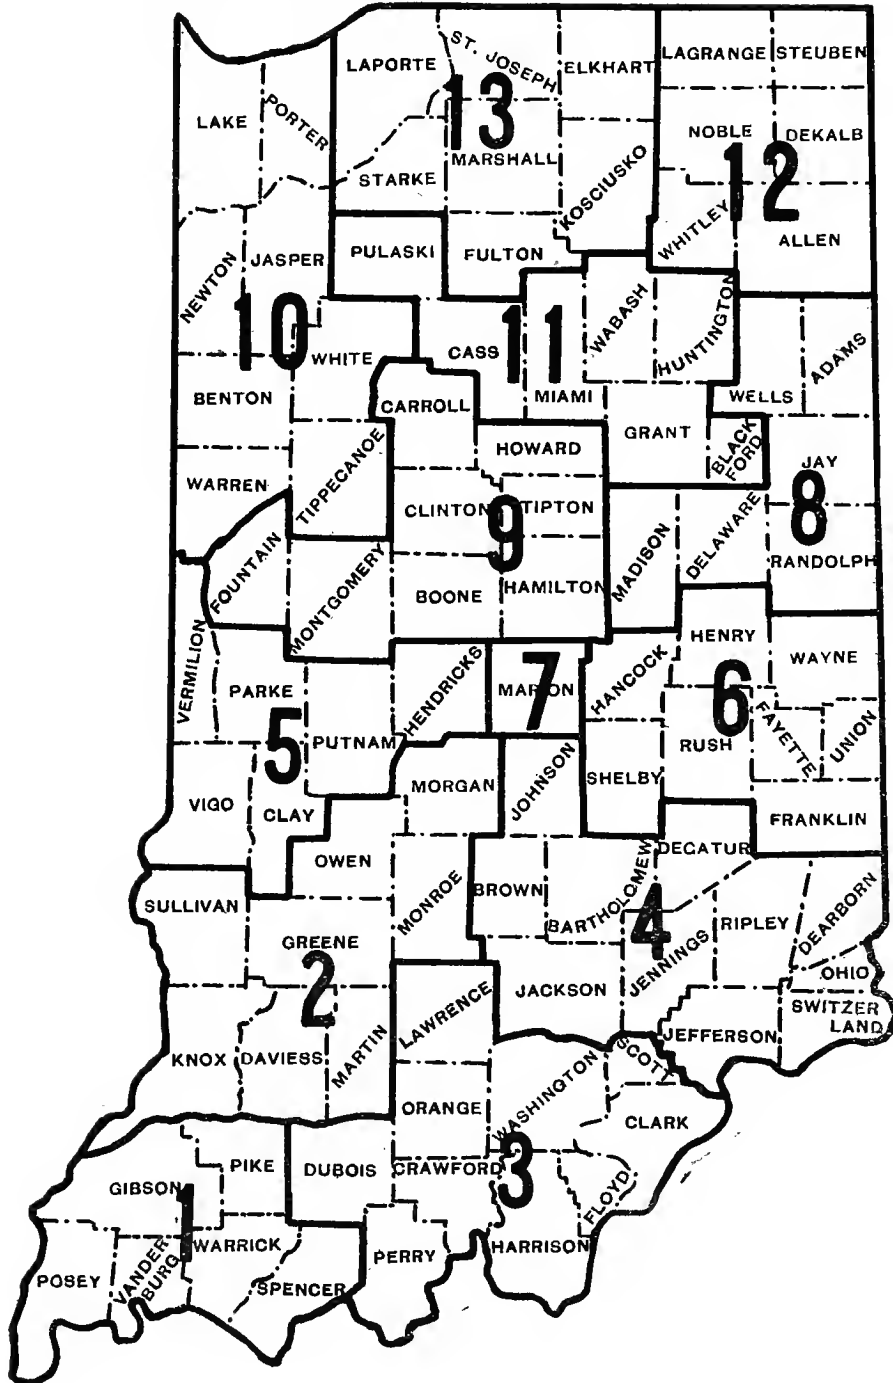 LAPORTE
ST. JOSEPH
ELKHART
LAGRANGE
STEUBEN
LAKE
PORTER
13
NOBLE
DEKALB
MARSHALL
STARKE
KOSCIUSKO
12
WHITLEY
ALLEN
NEWTON
JASPER
PULASKI
FULTON
10
WHITE
CASS
11
WABASH
HUNTINGTON
MIAMI
ADAMS
WELLS
BENTON
CARROLL
GRANT
BLACK
FORD
HOWARD
JAY
WARREN
TIPPECANOE
CLINTON
9
TIPTON
8
FOUNTAIN
MONTGOMERY
BOONE
HAMILTON
MADISON
DELAWARE
RANDOLPH
VERMILION
HENRY
WAYNE
PARKE
HENDRICKS
MARION
7
HANCOCK
6
5
PUTNAM
RUSH
FAYETTE
UNION
MORGAN
JOHNSON
SHELBY
VIGO
CLAY
FRANKLIN
OWEN
DECATUR
SULLIVAN
MONROE
BROWN
BARTHOLOMEW
4
RIPLEY
DEARBORN
GREENE
JENNINGS
OHIO
2
LAWRENCE
JACKSON
SWITZER
LAND
JEFFERSON
KNOX
DAVIESS
MARTIN
SCOTT
WASHINGTON
ORANGE
CLARK
PIKE
DUBOIS
CRAWFORD
3
FLOYD
GIBSON
1
WARRICK
PERRY
HARRISON
POSEY
VANDER
BURG
SPENCER